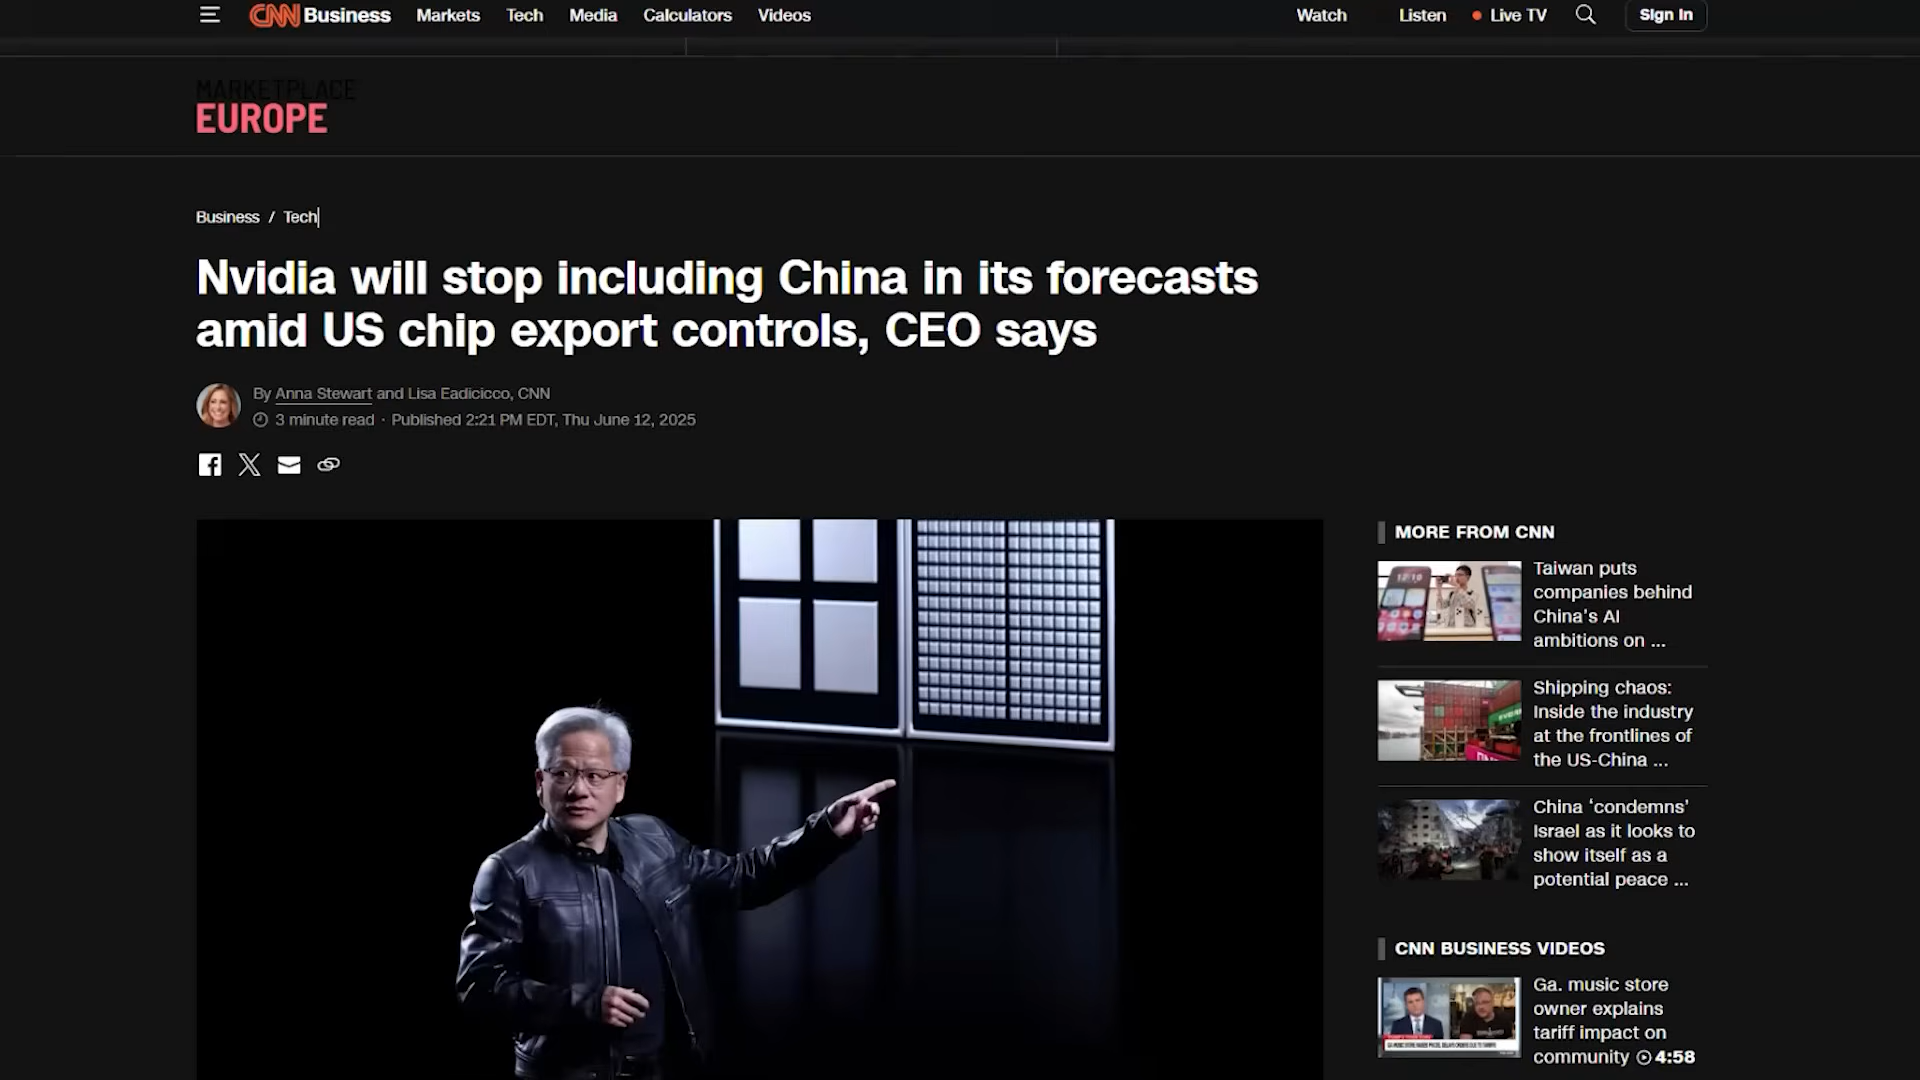 CNN Business Markets Tech Media Calculators Videos Watch Listen Live TV Sign In
MARKETPLACE
EUROPE
Business / Tech
Nvidia will stop including China in its forecasts
amid US chip export controls, CEO says
By Anna Stewart and Lisa Eadicicco, CNN
3 minute read · Published 2:21 PM EDT, Thu June 12, 2025
MORE FROM CNN
Taiwan puts
companies behind
China's AI
ambitions on ...
Shipping chaos:
Inside the industry
at the frontlines of
the US-China ...
China ‘condemns’
Israel as it looks to
show itself as a
potential peace ...
CNN BUSINESS VIDEOS
Ga. music store
owner explains
tariff impact on
community 4:58